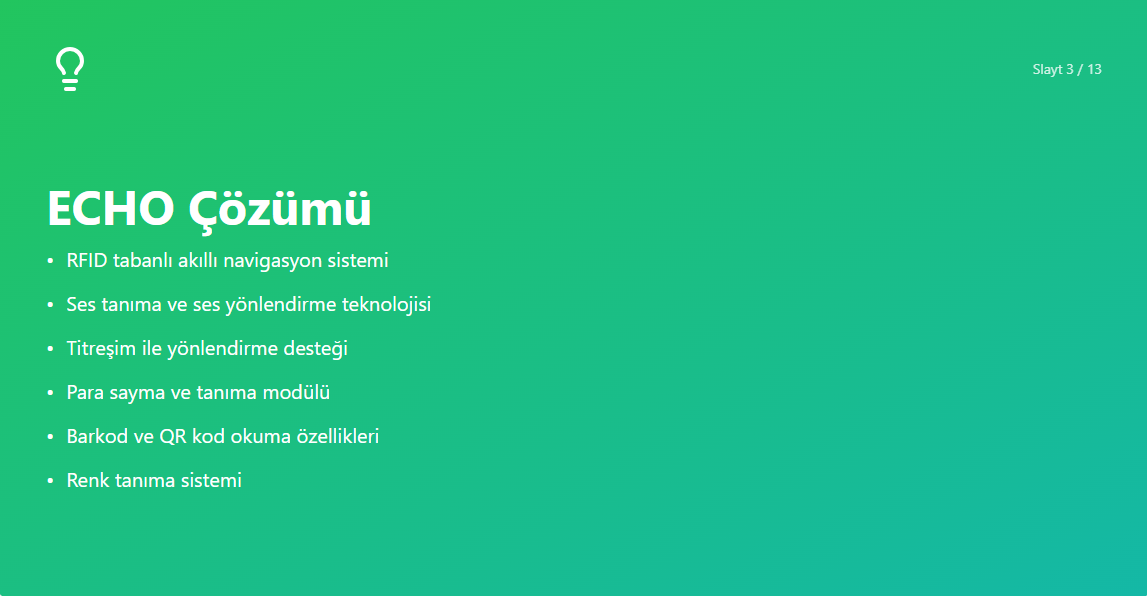 Slayt 3 / 13
ECHO Çözümü
• RFID tabanlı akıllı navigasyon sistemi
• Ses tanıma ve ses yönlendirme teknolojisi
• Titreşim ile yönlendirme desteği
• Para sayma ve tanıma modülü
• Barkod ve QR kod okuma özellikleri
• Renk tanıma sistemi